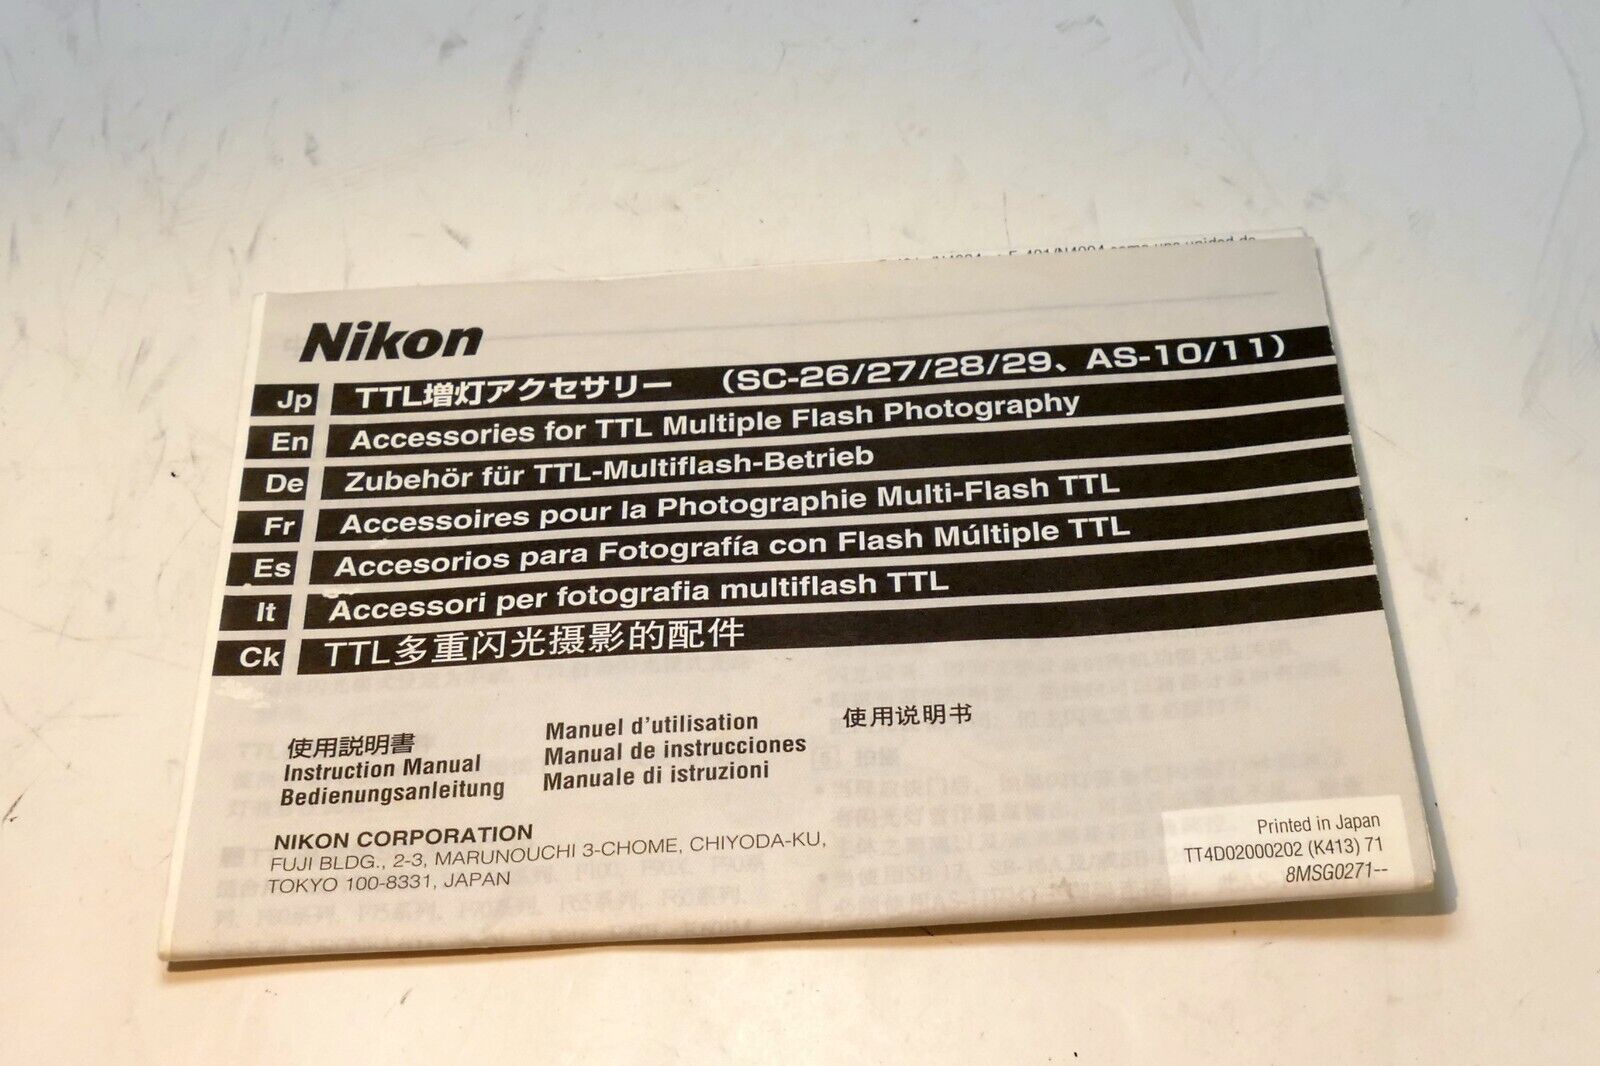 Nikon
Jp TTL増灯アクセサリー (SC-26/27/28/29、AS-10/11)
En Accessories for TTL Multiple Flash Photography
De Zubehör für TTL-Multiflash-Betrieb
Fr Accessoires pour la Photographie Multi-Flash TTL
Es Accesorios para Fotografía con Flash Múltiple TTL
It Accessori per fotografia multiflash TTL
Ck TTL多重闪光摄影的配件
使用説明書
Instruction Manual
Bedienungsanleitung
Manuel d'utilisation
Manual de instrucciones
Manuale di istruzioni
使用说明书
NIKON CORPORATION
FUJI BLDG., 2-3, MARUNOUCHI 3-CHOME, CHIYODA-KU,
TOKYO 100-8331, JAPAN
Printed in Japan
TT4D02000202 (K413) 71
8MSG0271--